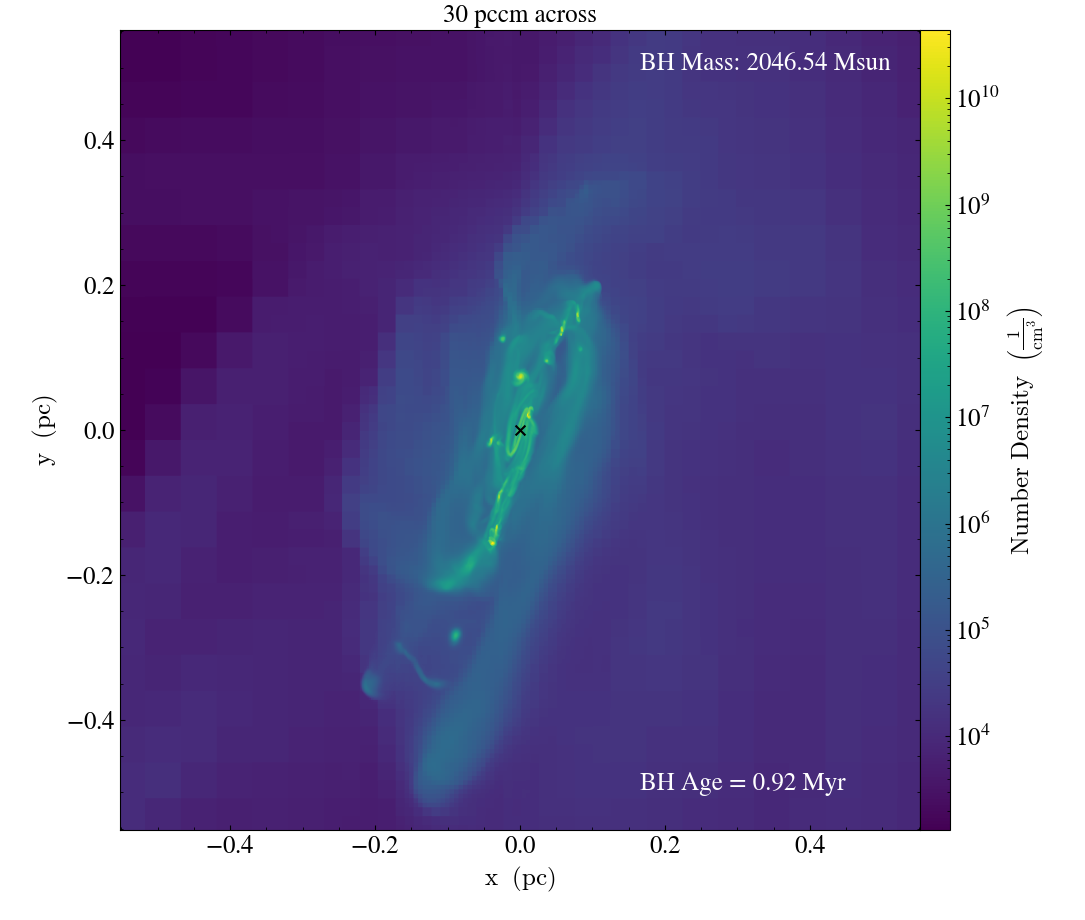 30 pccm across
BH Mass: 2046.54 Msun
BH Age = 0.92 Myr
y (pc)
0.4
0.2
0.0
−0.2
−0.4
−0.4 −0.2 0.0 0.2 0.4
x (pc)
10^10
10^9
10^8
10^7
10^6
10^5
10^4
Number Density (1/cm^3)